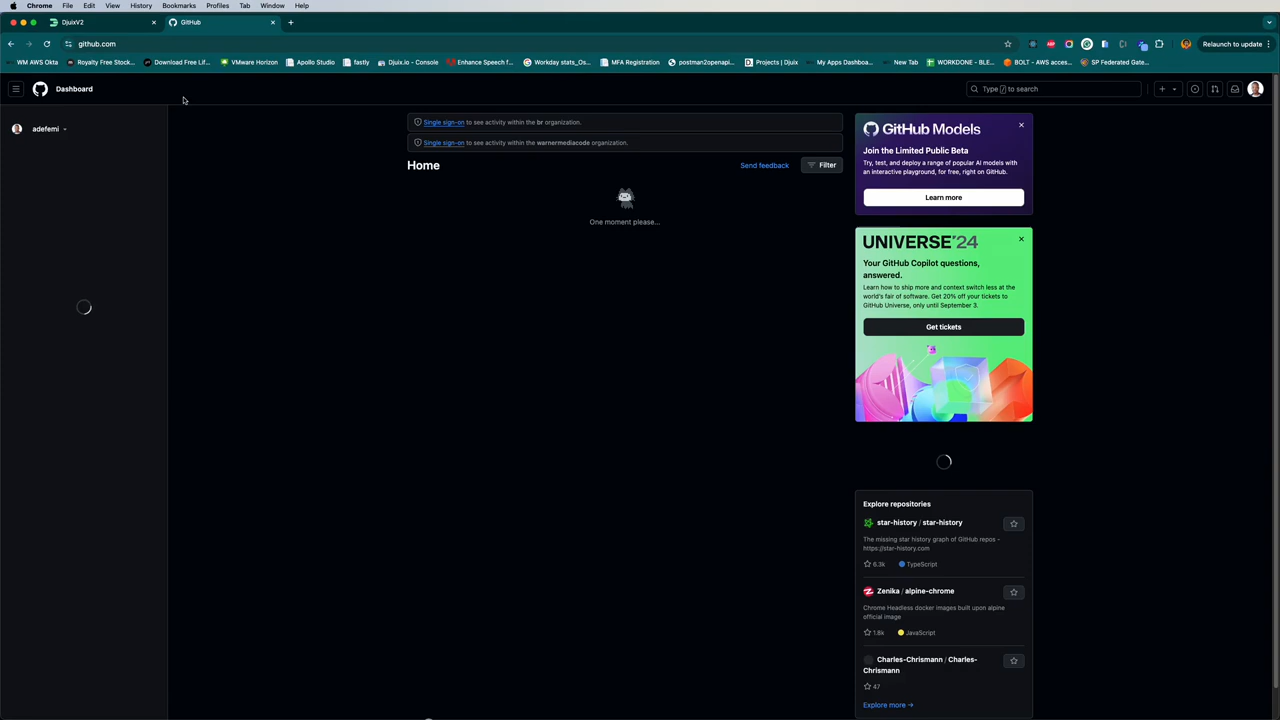 Chrome File Edit View History Bookmarks Profiles Tab Window Help
DjuixV2
GitHub
github.com
Relaunch to update
WM AWS Okta
Royalty Free Stock...
Download Free Lif...
VMware Horizon
Apollo Studio
fastly
Djuix.io - Console
Enhance Speech f...
Workday stats_Os...
MFA Registration
postman2openapi...
Projects | Djuix
My Apps Dashboa...
New Tab
WORKDONE - BLE...
BOLT - AWS acces...
SP Federated Gate...
Dashboard
Type / to search
adefemi
Single sign-on to see activity within the br organization.
Single sign-on to see activity within the warnermediacode organization.
Home
Send feedback
Filter
One moment please...
GitHub Models
Join the Limited Public Beta
Try, test, and deploy a range of popular AI models with
an interactive playground, for free, right on GitHub.
Learn more
UNIVERSE'24
Your GitHub Copilot questions,
answered.
Learn how to ship more and context switch less at the
world's fair of software. Get 20% off your tickets to
GitHub Universe, only until September 3.
Get tickets
Explore repositories
star-history / star-history
The missing star history graph of GitHub repos -
https://star-history.com
6.3k TypeScript
Zenika / alpine-chrome
Chrome Headless docker images built upon alpine
official image
1.8k JavaScript
Charles-Chrismann / Charles-
Chrismann
47
Explore more →